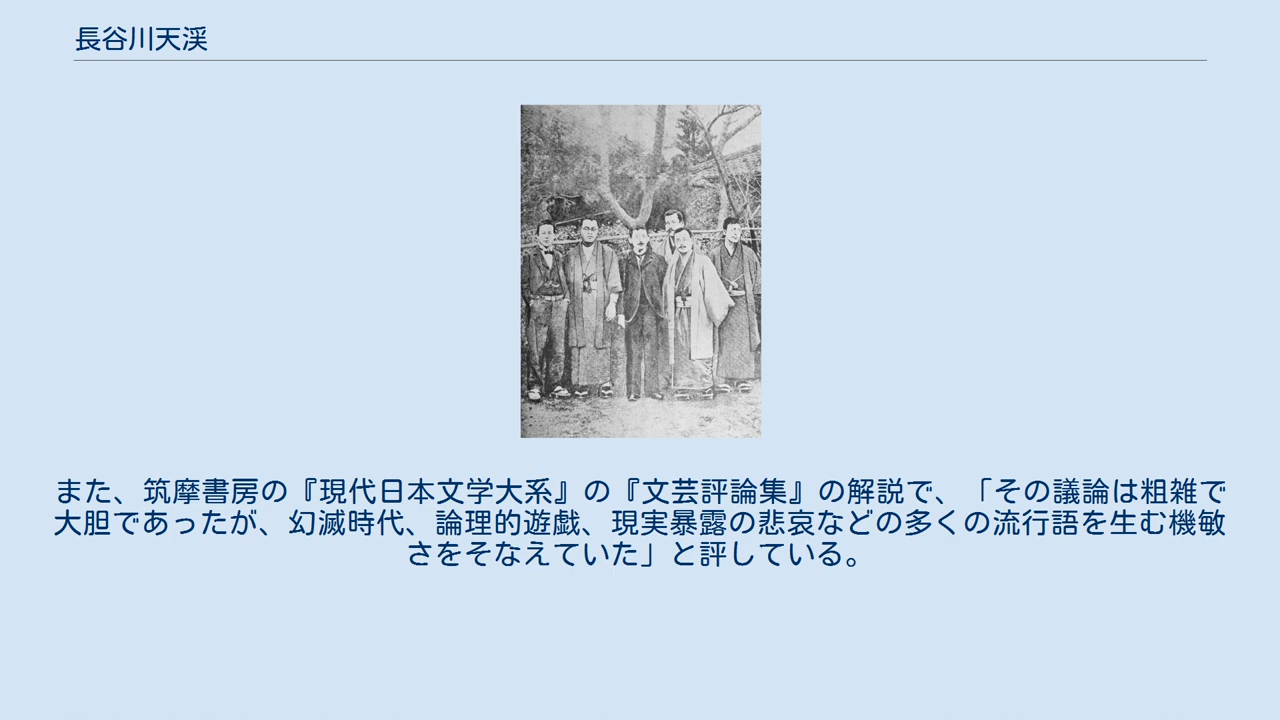 長谷川天渓
また、筑摩書房の『現代日本文学大系』の『文芸評論集』の解説で、「その議論は粗雑で
大胆であったが、幻滅時代、論理的遊戯、現実暴露の悲哀などの多くの流行語を生む機敏
さをそなえていた」と評している。